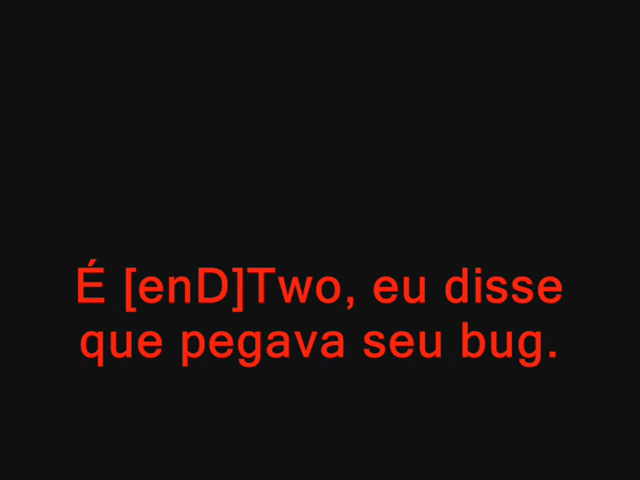 É [enD]Two, eu disse
que pegava seu bug.